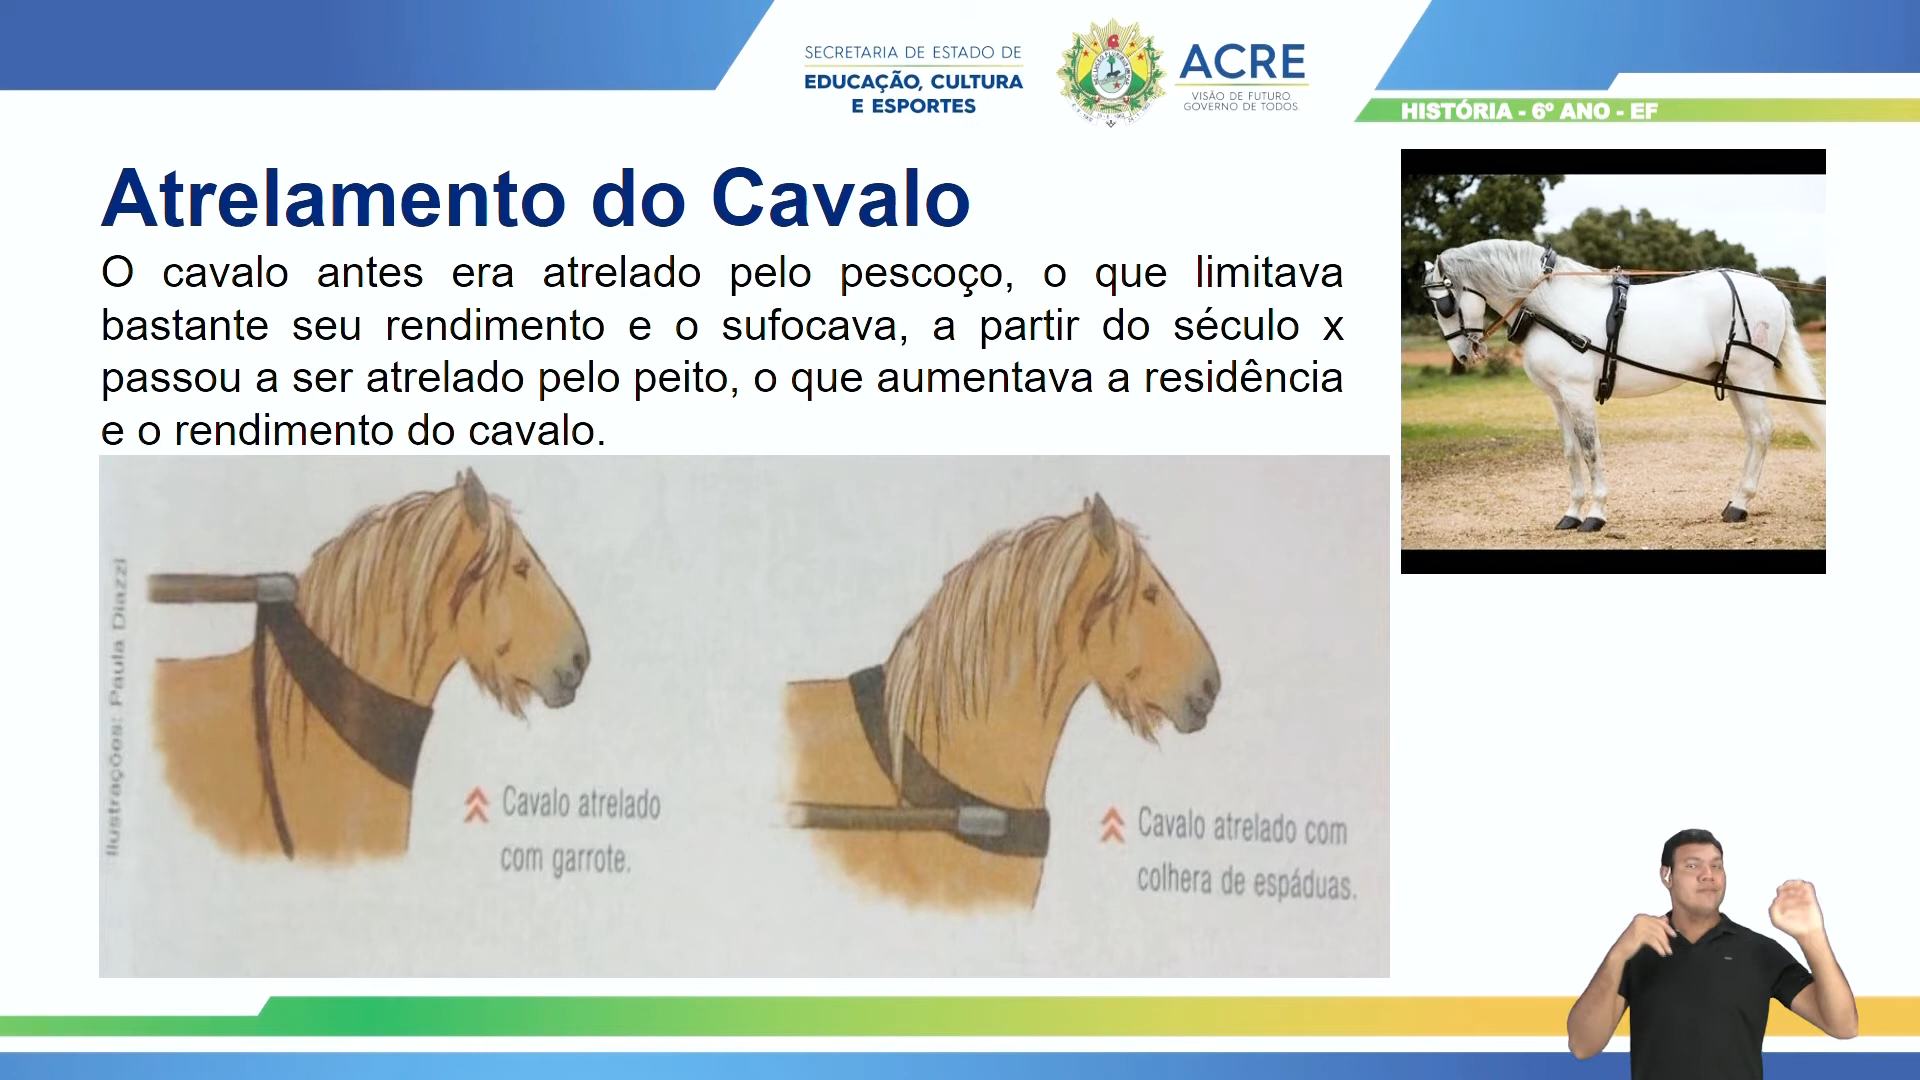 SECRETARIA DE ESTADO DE
EDUCAÇÃO, CULTURA
E ESPORTES
ACRE
VISÃO DE FUTURO.
GOVERNO DE TODOS.
HISTÓRIA - 6º ANO - EF
Atrelamento do Cavalo
O cavalo antes era atrelado pelo pescoço, o que limitava
bastante seu rendimento e o sufocava, a partir do século x
passou a ser atrelado pelo peito, o que aumentava a residência
e o rendimento do cavalo.
Ilustrações: Paula Diazzi
Cavalo atrelado
com garrote.
Cavalo atrelado com
colhera de espáduas.